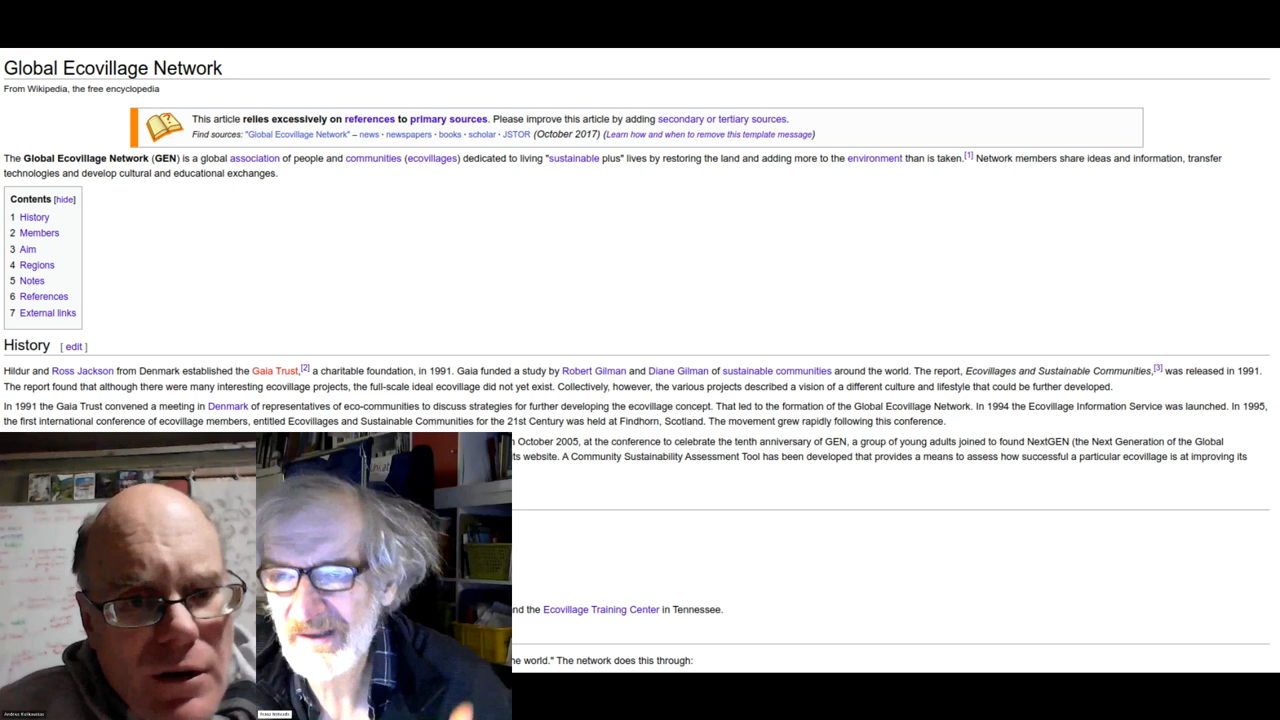 Global Ecovillage Network
From Wikipedia, the free encyclopedia
This article relies excessively on references to primary sources. Please improve this article by adding secondary or tertiary sources.
Find sources: "Global Ecovillage Network" – news · newspapers · books · scholar · JSTOR (October 2017) (Learn how and when to remove this template message)
The Global Ecovillage Network (GEN) is a global association of people and communities (ecovillages) dedicated to living "sustainable plus" lives by restoring the land and adding more to the environment than is taken.[1] Network members share ideas and information, transfer
technologies and develop cultural and educational exchanges.
Contents [hide]
1 History
2 Members
3 Aim
4 Regions
5 Notes
6 References
7 External links
History [ edit ]
Hildur and Ross Jackson from Denmark established the Gaia Trust,[2] a charitable foundation, in 1991. Gaia funded a study by Robert Gilman and Diane Gilman of sustainable communities around the world. The report, Ecovillages and Sustainable Communities,[3] was released in 1991.
The report found that although there were many interesting ecovillage projects, the full-scale ideal ecovillage did not yet exist. Collectively, however, the various projects described a vision of a different culture and lifestyle that could be further developed.
In 1991 the Gaia Trust convened a meeting in Denmark of representatives of eco-communities to discuss strategies for further developing the ecovillage concept. That led to the formation of the Global Ecovillage Network. In 1994 the Ecovillage Information Service was launched. In 1995,
the first international conference of ecovillage members, entitled Ecovillages and Sustainable Communities for the 21st Century was held at Findhorn, Scotland. The movement grew rapidly following this conference.
n October 2005, at the conference to celebrate the tenth anniversary of GEN, a group of young adults joined to found NextGEN (the Next Generation of the Global
ts website. A Community Sustainability Assessment Tool has been developed that provides a means to assess how successful a particular ecovillage is at improving its
nd the Ecovillage Training Center in Tennessee.
he world." The network does this through: